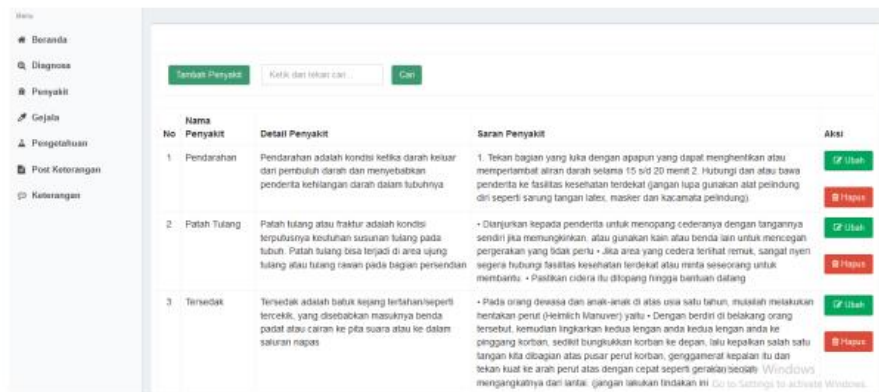 Menu
Beranda
Diagnosa
Penyakit
Gejala
Pengetahuan
Post Keterangan
Keterangan
Tambah Penyakit Ketik dan tekan cari... Cari
No Nama Penyakit Detail Penyakit Saran Penyakit Aksi
1 Pendarahan
Pendarahan adalah kondisi ketika darah keluar
dari pembuluh darah dan menyebabkan
penderita kehilangan darah dalam tubuhnya
1. Tekan bagian yang luka dengan apapun yang dapat menghentikan atau
memperlambat aliran darah selama 15 s/d 20 menit 2. Hubungi dan atau bawa
penderita ke fasilitas kesehatan terdekat (jangan lupa gunakan alat pelindung
diri seperti sarung tangan latex, masker dan kacamata pelindung).
Ubah
Hapus
2 Patah Tulang
Patah tulang atau fraktur adalah kondisi
terputusnya keutuhan susunan tulang pada
tubuh. Patah tulang bisa terjadi di area ujung
tulang atau tulang rawan pada bagian persendian
• Dianjurkan kepada penderita untuk menopang cederanya dengan tangannya
sendiri jika memungkinkan, atau gunakan kain atau benda lain untuk mencegah
pergerakan yang tidak perlu • Jika area yang cedera terlihat remuk, sangat nyeri
segera hubungi fasilitas kesehatan terdekat atau minta seseorang untuk
membantu. • Pastikan cidera itu ditopang hingga bantuan datang
Ubah
Hapus
3 Tersedak
Tersedak adalah batuk kejang tertahan/seperti
tercekik, yang disebabkan masuknya benda
padat atau cairan ke pita suara atau ke dalam
saluran napas
• Pada orang dewasa dan anak-anak di atas usia satu tahun, mulailah melakukan
hentakan perut (Heimlich Manuver) yaitu • Dengan berdiri di belakang orang
tersebut, kemudian lingkarkan kedua lengan anda kedua lengan anda ke
pinggang korban, sedikit bungkukkan korban ke depan, lalu kepalkan salah satu
tangan kita dibagian atas pusar perut korban, genggamerat kepalan itu dan
tekan kuat ke arah perut atas dengan cepat seperti gerakan seolah
mengangkatnya dari lantai. (jangan lakukan tindakan ini
Ubah
Hapus
Windows
Go to Settings to activate Windows.